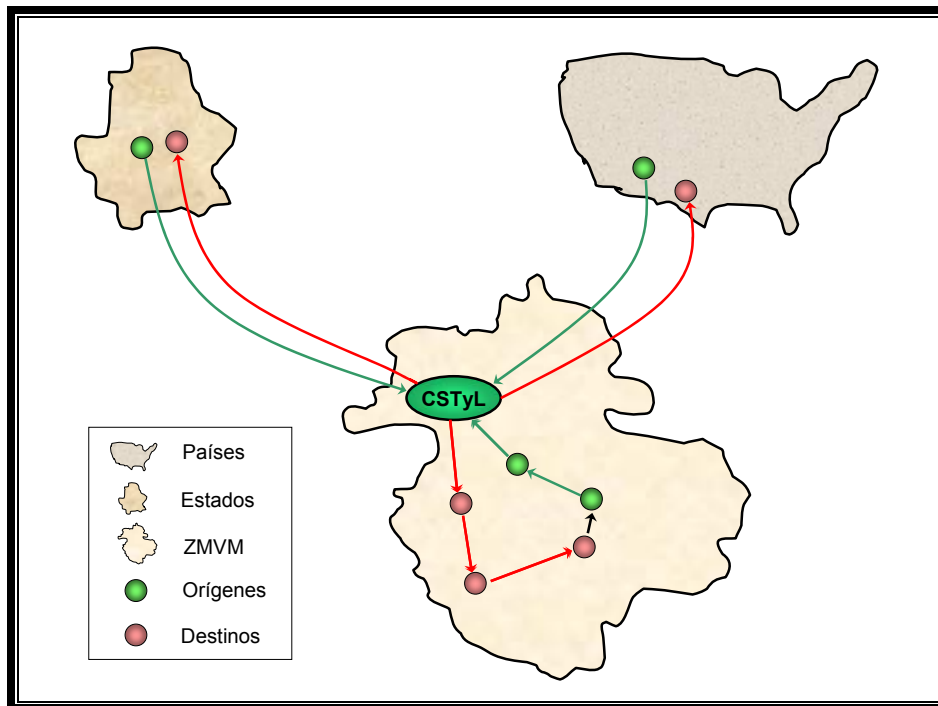 CSTyL
Países
Estados
ZMVM
Orígenes
Destinos